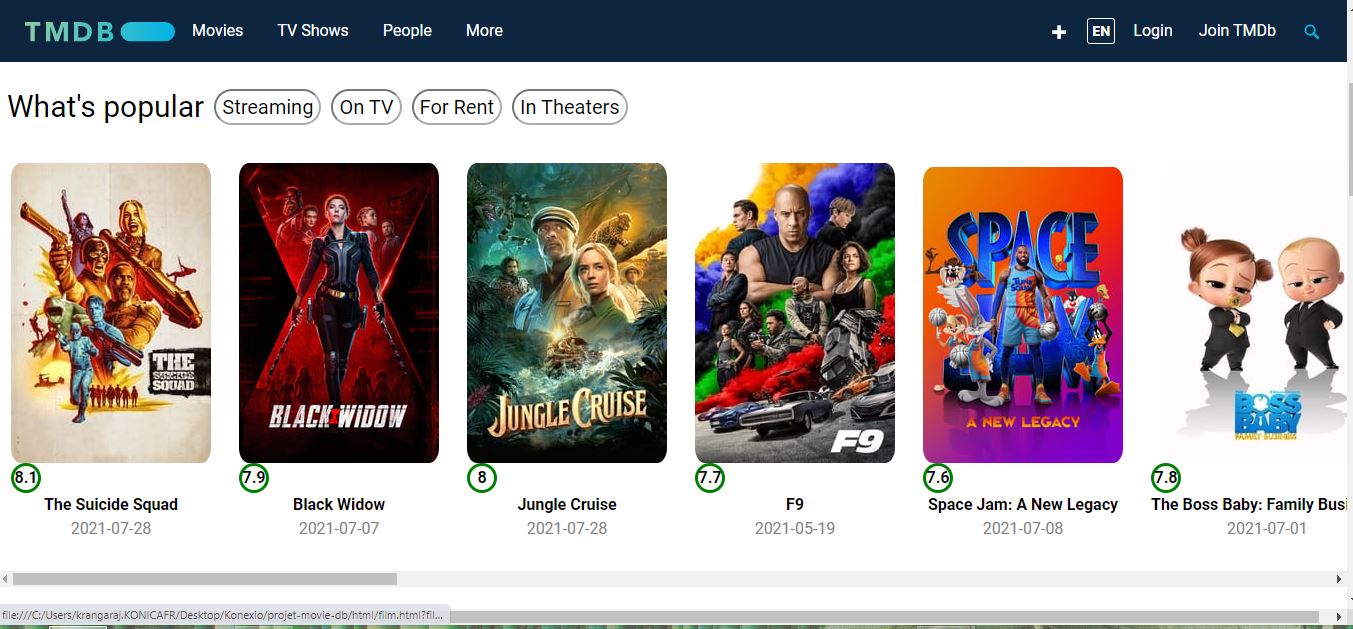 TMDB Movies TV Shows People More + EN Login Join TMDb
What's popular Streaming On TV For Rent In Theaters
THE
SUICIDE
SQUAD
BLACK WIDOW
JUNGLE CRUISE
F9
SPACE
JAM
TUNE
SQUAD
A NEW LEGACY
BOSS
BABY
FAMILY BUSINESS
8.1 7.9 8 7.7 7.6 7.8
The Suicide Squad Black Widow Jungle Cruise F9 Space Jam: A New Legacy The Boss Baby: Family Busi
2021-07-28 2021-07-07 2021-07-28 2021-05-19 2021-07-08 2021-07-01
file:///C:/Users/krangaraj.KONICAFR/Desktop/Konexio/projet-movie-db/html/film.html?fil...